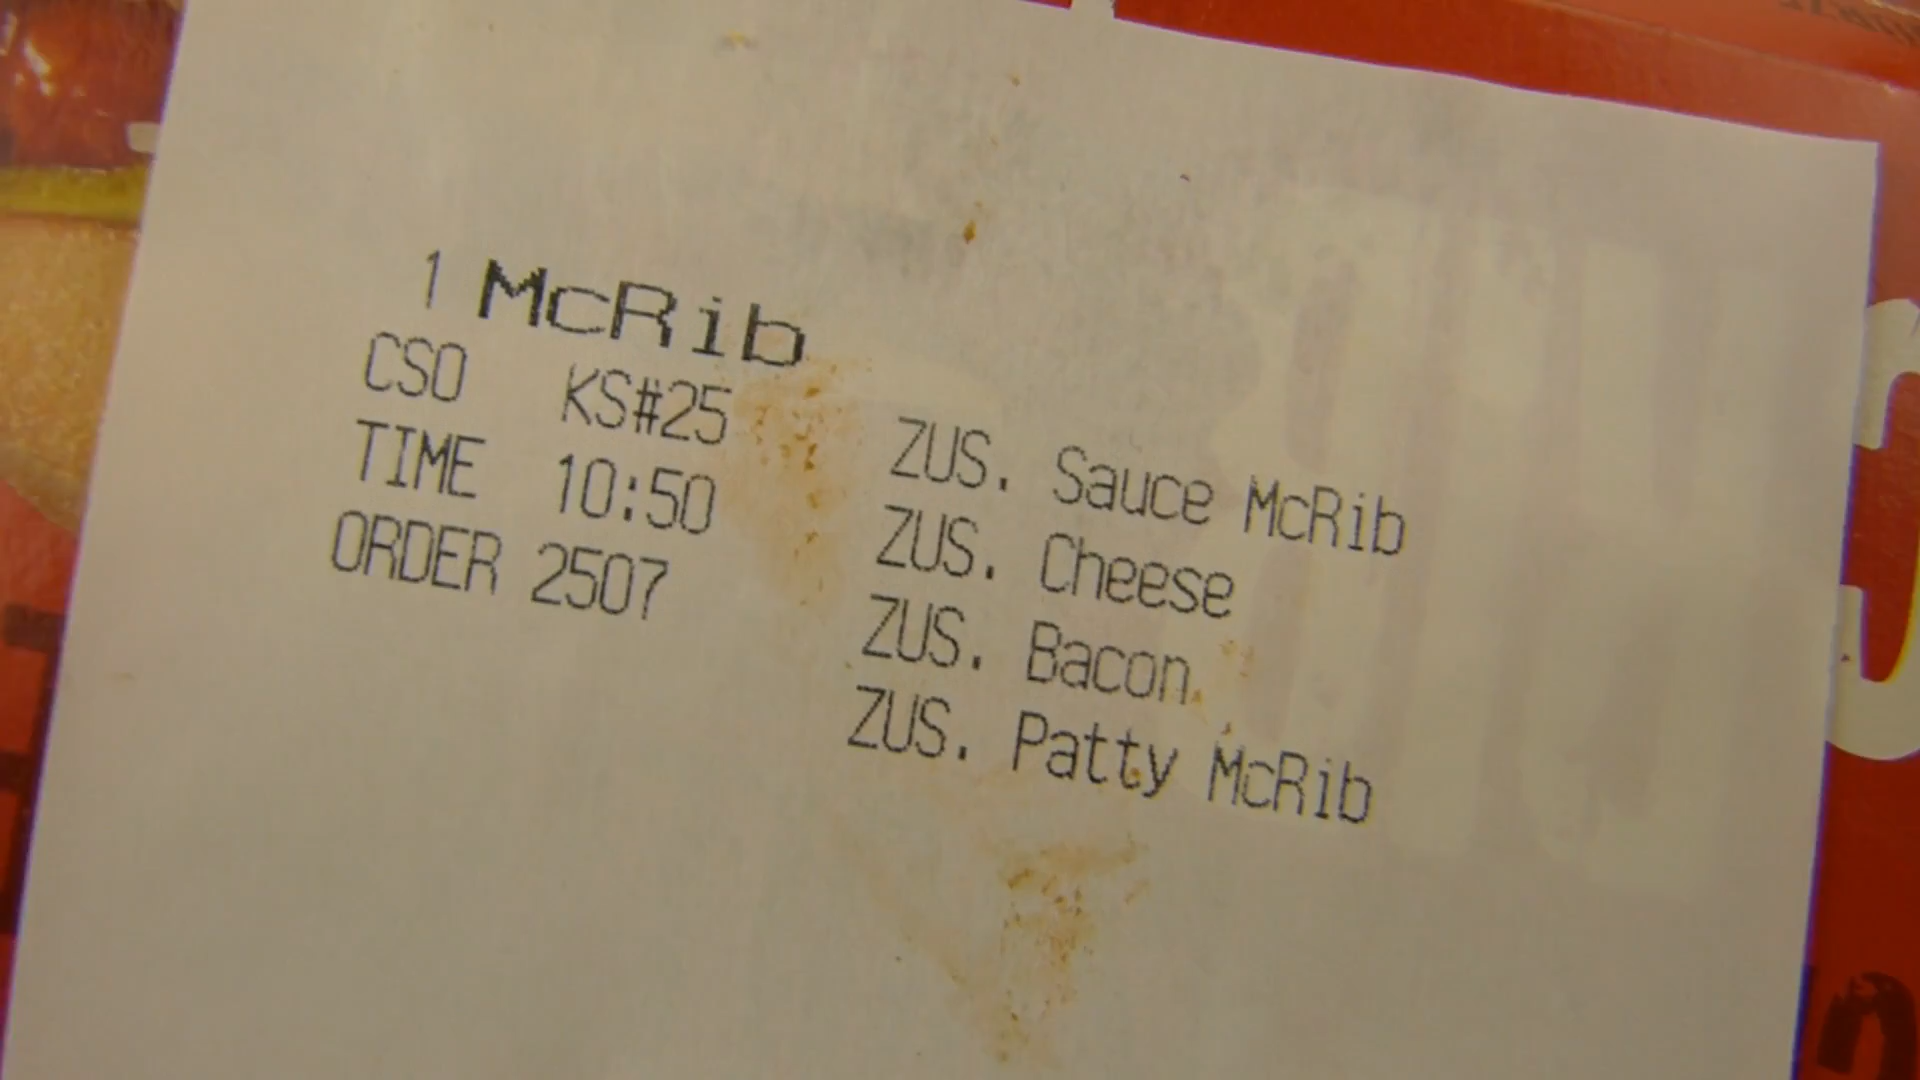 1 McRib
CSO KS#25
TIME 10:50
ORDER 2507
ZUS. Sauce McRib
ZUS. Cheese
ZUS. Bacon
ZUS. Patty McRib